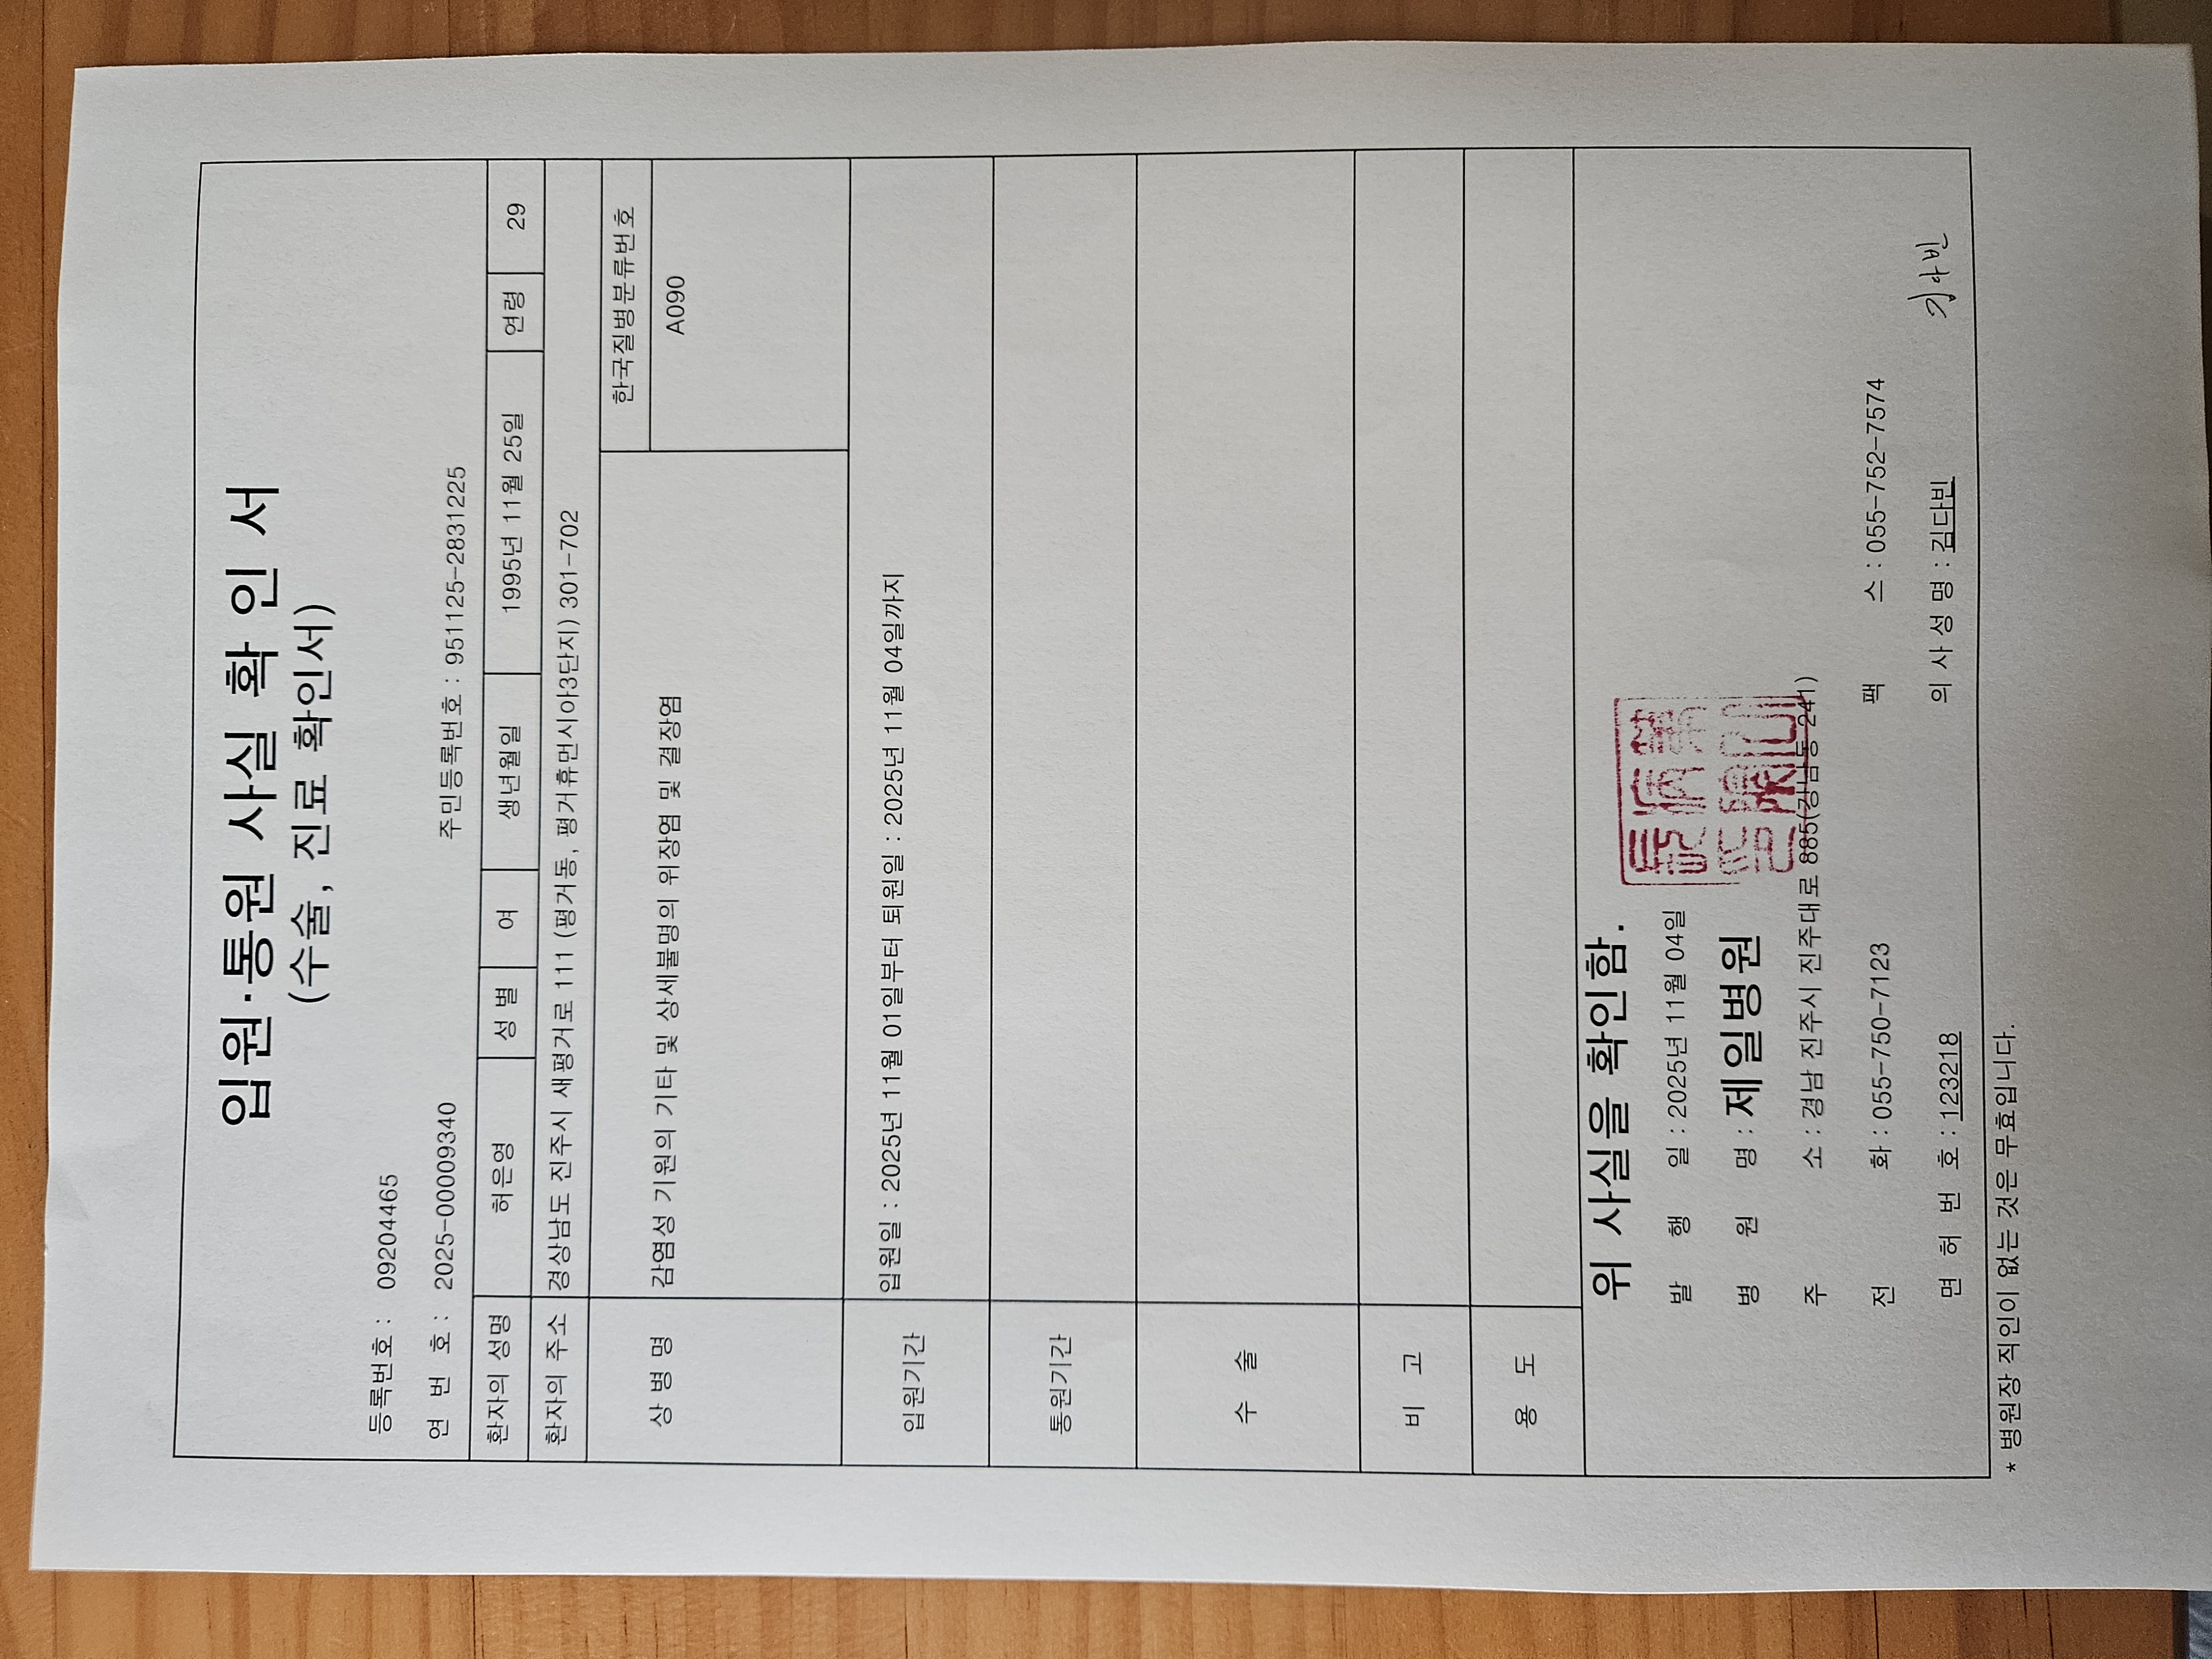 입원·통원 사실 확 인 서
(수술, 진료 확인서)
등록번호 : 09204465
연 번 호 : 2025-00009340 주민등록번호 : 951125-2831225
환자의 성명 허은영 성 별 여 생년월일 1995년 11월 25일 연령 29
환자의 주소 경상남도 진주시 새평거로 111 (평거동, 평거휴먼시아3단지) 301-702
상 병 명 한국질병분류번호
감염성 기원의 기타 및 상세불명의 위장염 및 결장염 A090
입원기간 입원일 : 2025년 11월 01일부터 퇴원일 : 2025년 11월 04일까지
통원기간
수 술
비 고
용 도
위 사실을 확인함.
발 행 일 : 2025년 11월 04일
병 원 명 : 제일병원
주 소 : 경남 진주시 진주대로 885(강남동 241)
전 화 : 055-750-7123 팩 스 : 055-752-7574
면 허 번 호 : 123218 의 사 성 명 : 김다빈 김다빈
* 병원장 직인이 없는 것은 무효입니다.